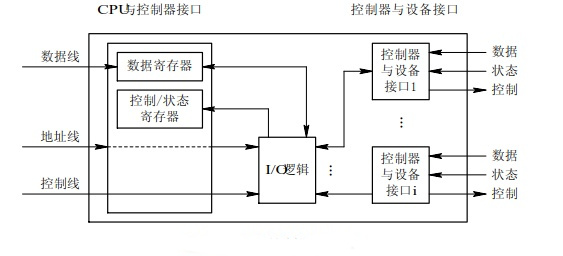 CPU与控制器接口
控制器与设备接口
数据线
数据寄存器
控制/状态
寄存器
地址线
控制线
I/O逻辑
控制器
与设备
接口1
数据
状态
控制
⋮
⋮
控制器
与设备
接口i
数据
状态
控制